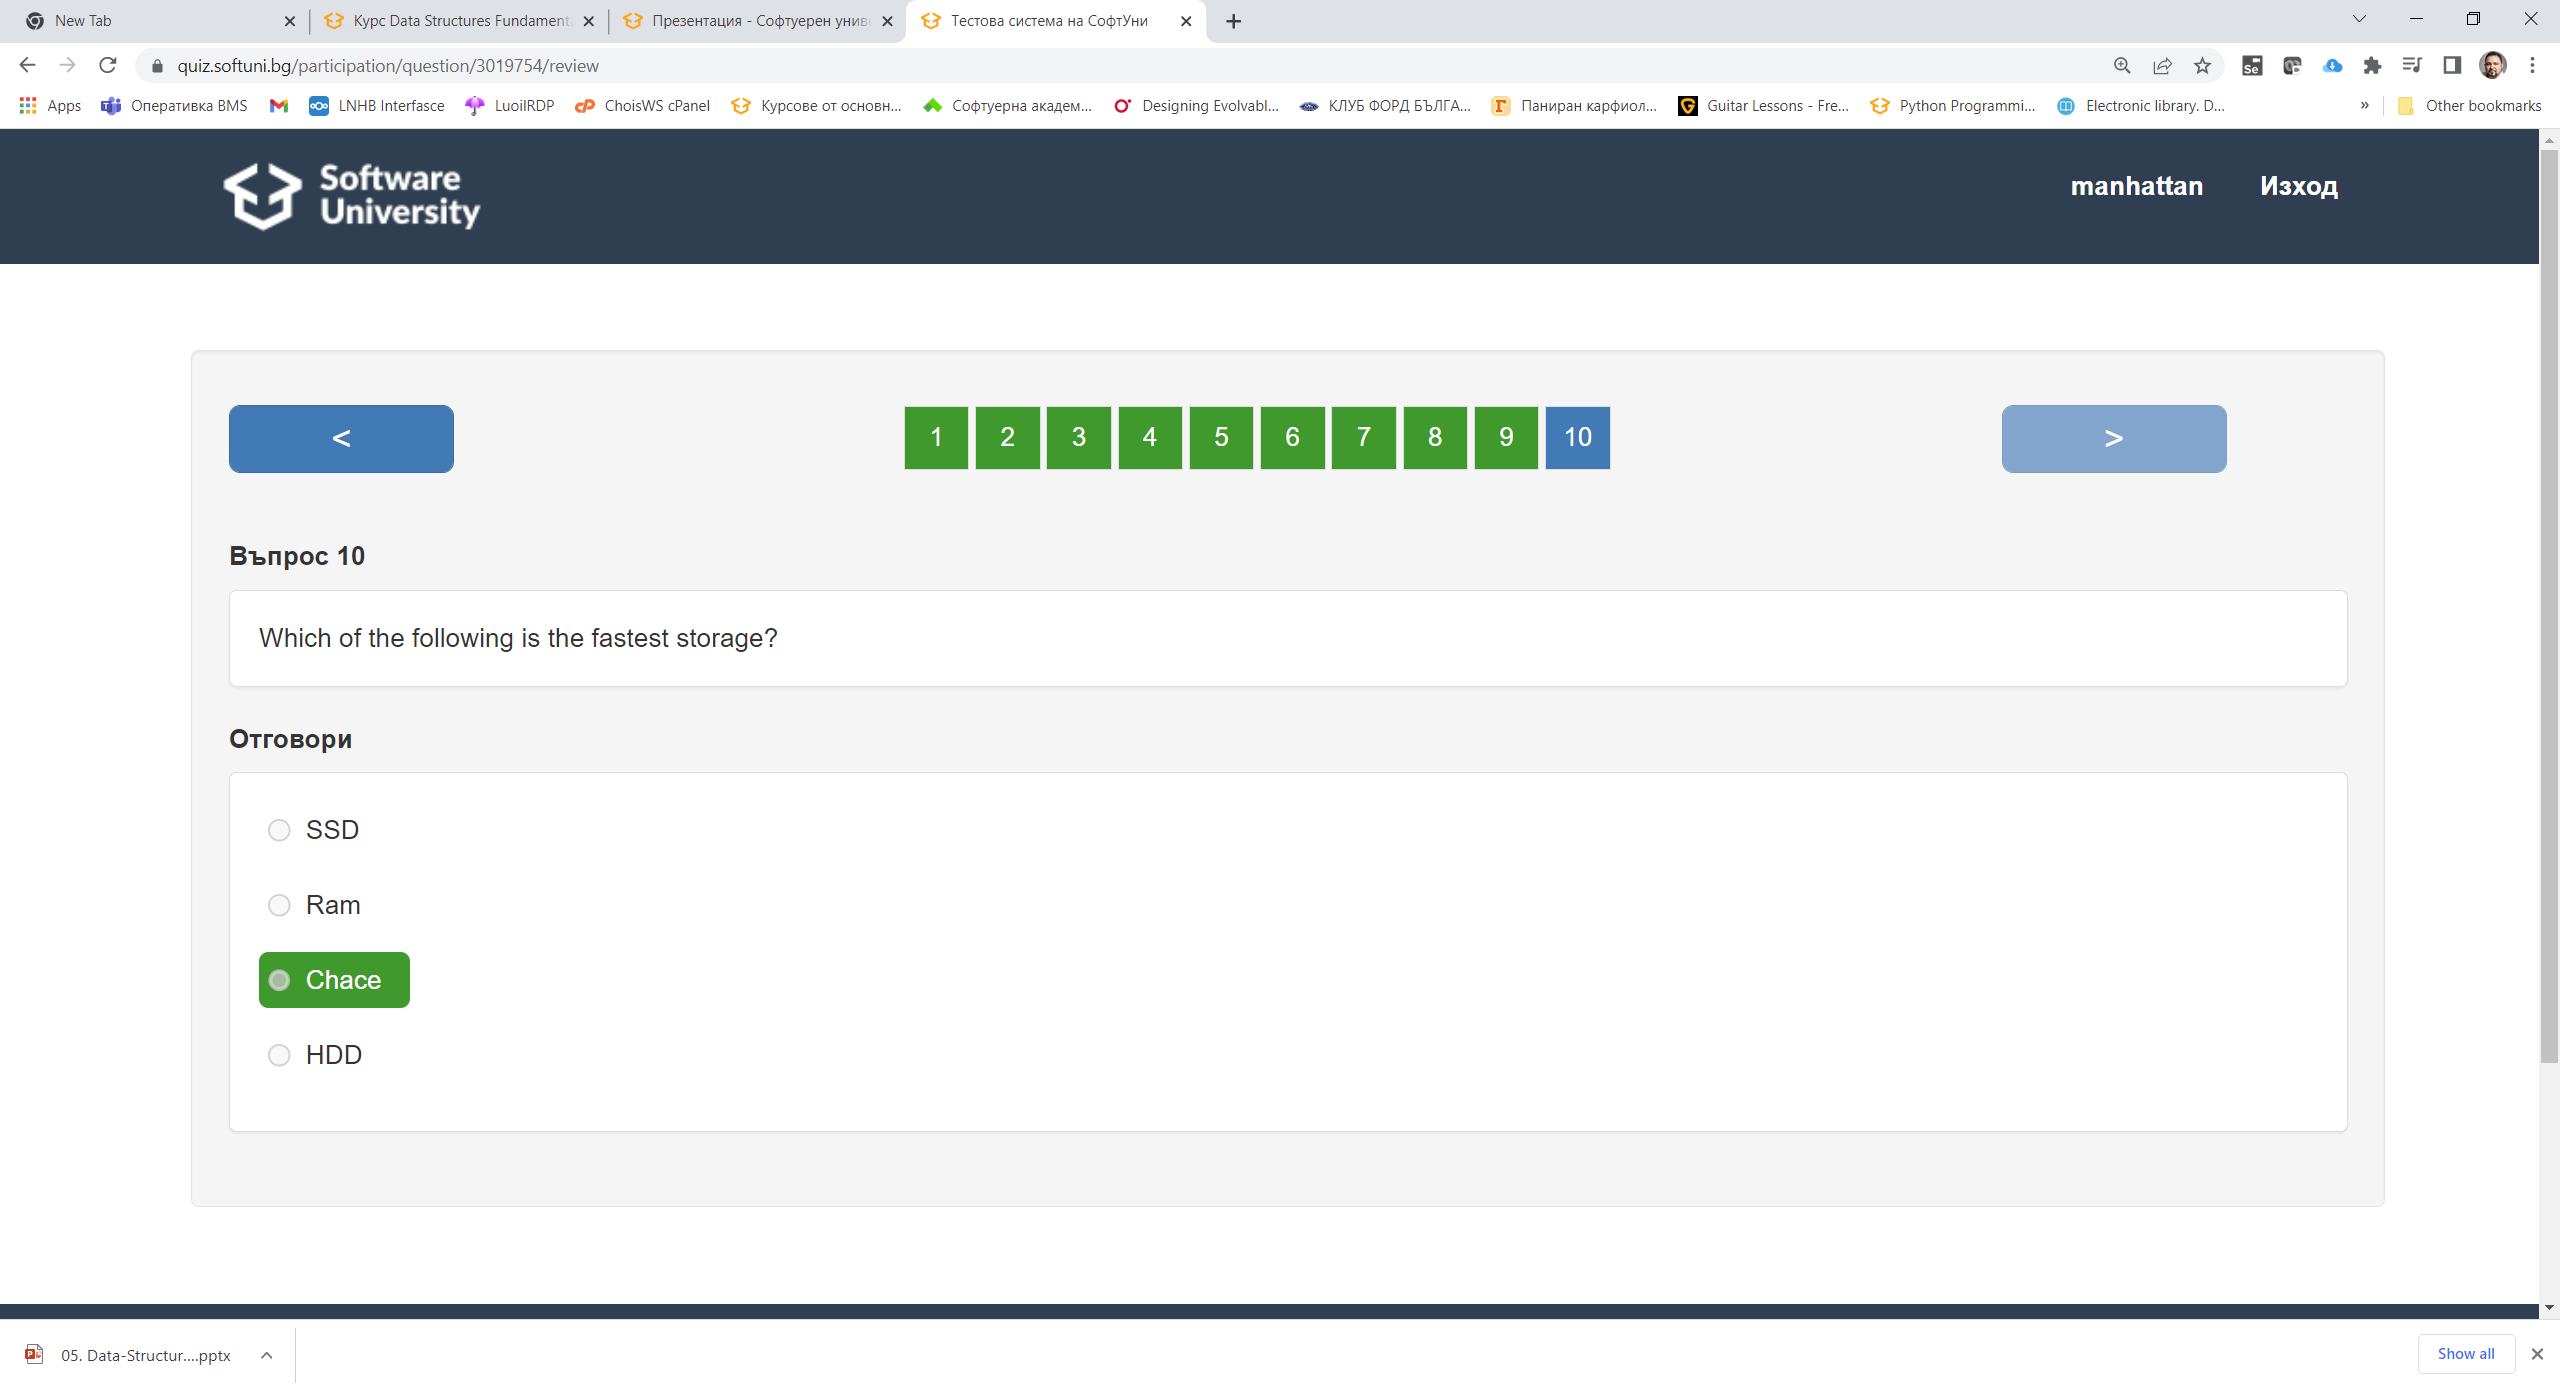 New Tab
Курс Data Structures Fundament
Презентация - Софтуерен униве
Тестова система на СофтУни
quiz.softuni.bg/participation/question/3019754/review
Apps
Оперативка BMS
LNHB Interfasce
LuoilRDP
ChoisWS cPanel
Курсове от основн...
Софтуерна академ...
Designing Evolvabl...
КЛУБ ФОРД БЪЛГА...
Паниран карфиол...
Guitar Lessons - Fre...
Python Programmi...
Electronic library. D...
»
Other bookmarks
Software
University
manhattan
Изход
<
1 2 3 4 5 6 7 8 9 10
>
Въпрос 10
Which of the following is the fastest storage?
Отговори
SSD
Ram
Chace
HDD
05. Data-Structur....pptx
Show all